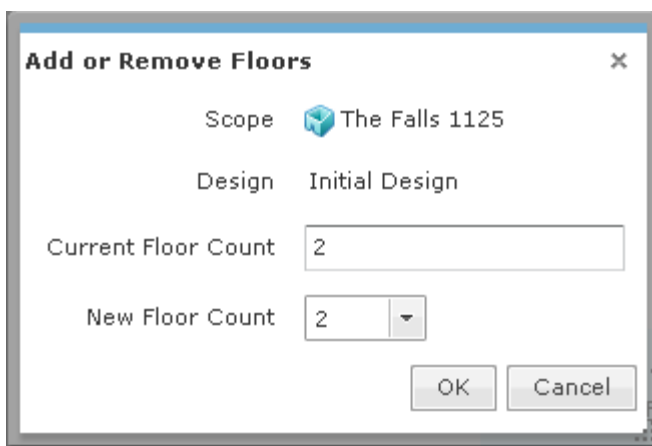 Add or Remove Floors
Scope The Falls 1125
Design Initial Design
Current Floor Count 2
New Floor Count 2
OK Cancel